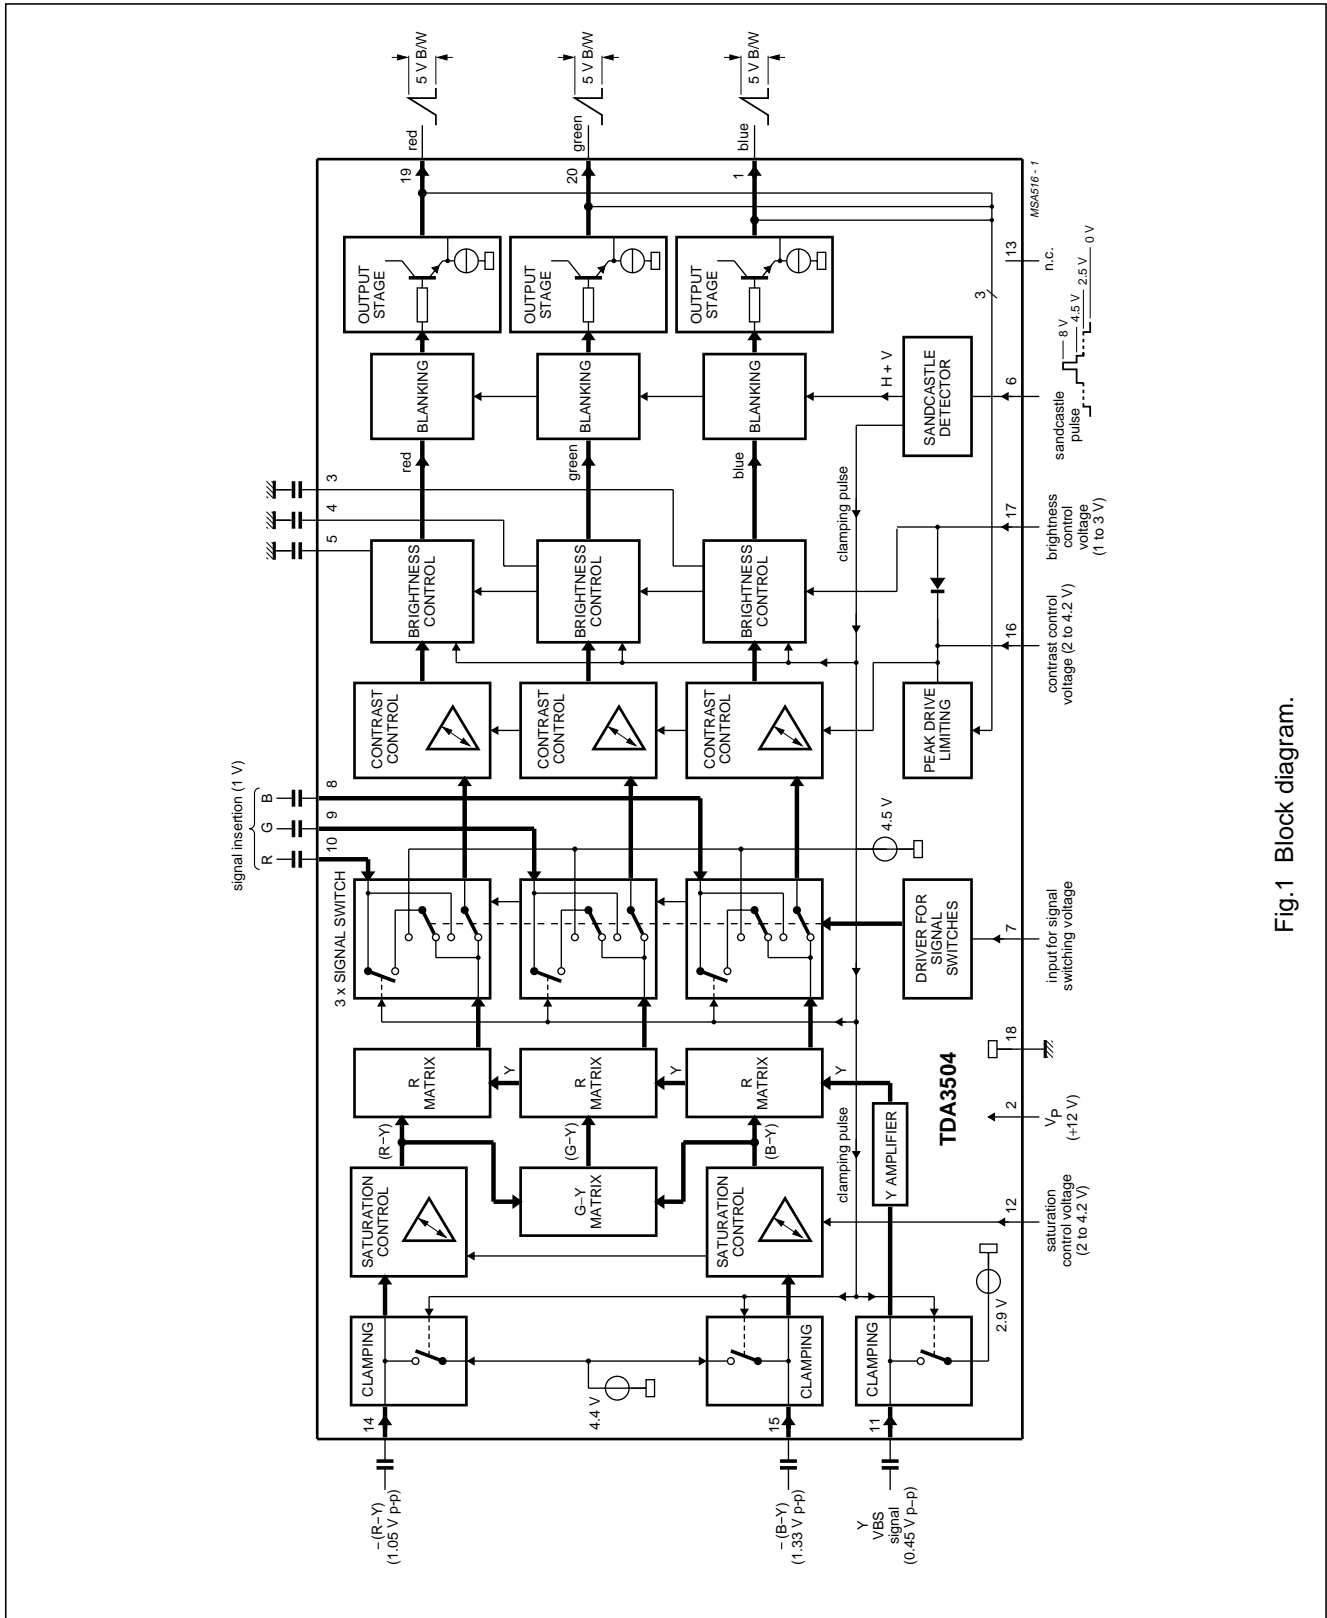 signal insertion (1 V)
R
G
B
10
9
8
5
4
3
−(R−Y)
(1.05 V p-p)
14
CLAMPING
SATURATION
CONTROL
(R−Y)
R
MATRIX
3 x SIGNAL SWITCH
CONTRAST
CONTROL
BRIGHTNESS
CONTROL
red
BLANKING
OUTPUT
STAGE
19
red
5 V B/W
4.4 V
G−Y
MATRIX
(G−Y)
R
MATRIX
Y
CONTRAST
CONTROL
BRIGHTNESS
CONTROL
green
BLANKING
OUTPUT
STAGE
20
green
5 V B/W
−(B−Y)
(1.33 V p-p)
15
CLAMPING
SATURATION
CONTROL
(B−Y)
R
MATRIX
Y
CONTRAST
CONTROL
BRIGHTNESS
CONTROL
blue
BLANKING
OUTPUT
STAGE
1
blue
5 V B/W
clamping pulse
Y
clamping pulse
H + V
Y
VBS
signal
(0.45 V p−p)
11
CLAMPING
Y AMPLIFIER
2.9 V
TDA3504
DRIVER FOR
SIGNAL
SWITCHES
4.5 V
PEAK DRIVE
LIMITING
SANDCASTLE
DETECTOR
3
12
2
18
7
16
17
6
13
MSA516 - 1
saturation
control voltage
(2 to 4.2 V)
VP
(+12 V)
input for signal
switching voltage
contrast control
voltage (2 to 4.2 V)
brightness
control
voltage
(1 to 3 V)
sandcastle
pulse
8 V
4.5 V
2.5 V
0 V
n.c.
Fig.1 Block diagram.